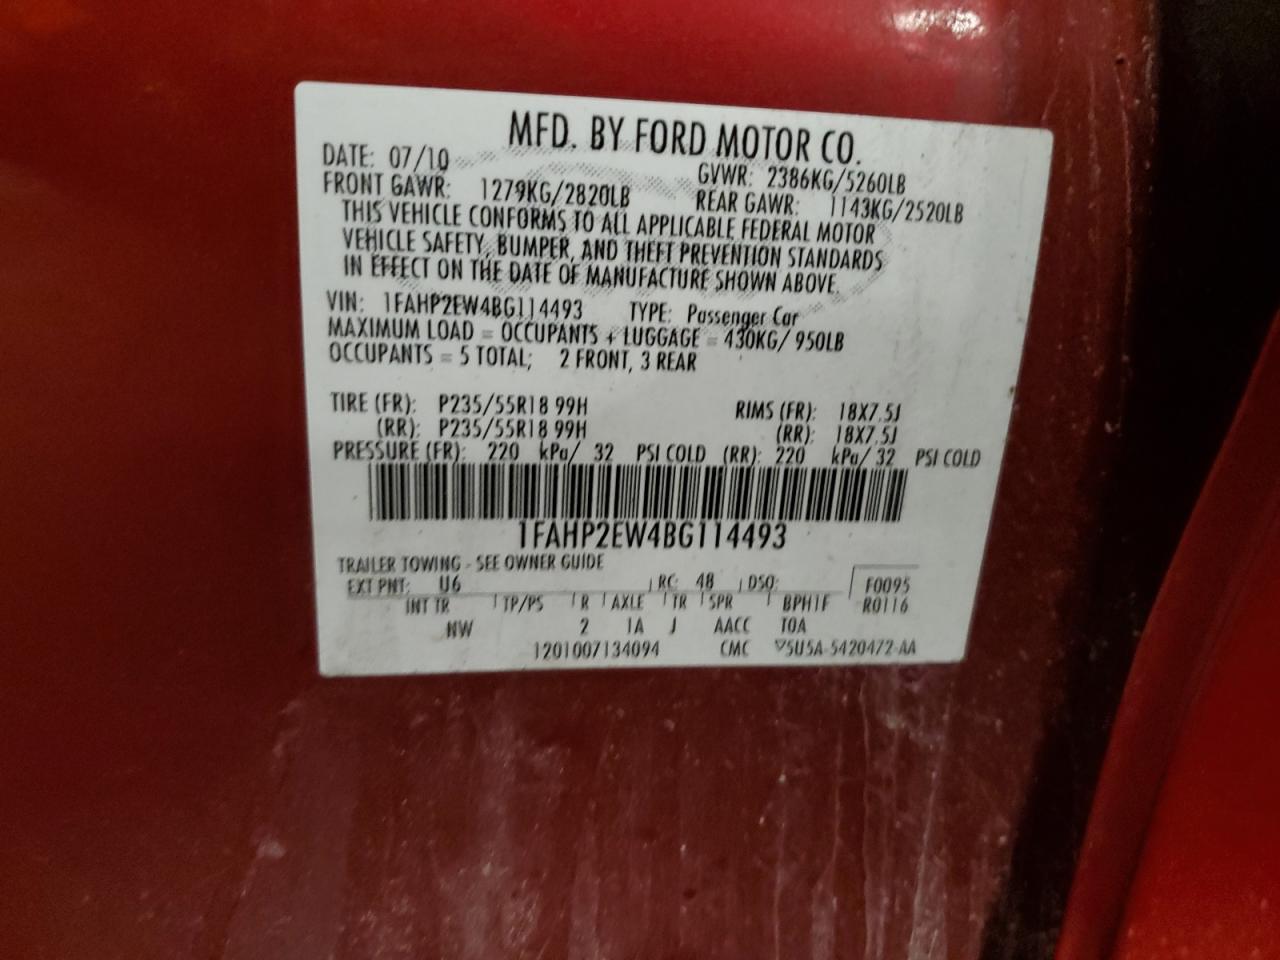 MFD. BY FORD MOTOR CO.
DATE: 07/10 GVWR: 2386KG/5260LB
FRONT GAWR: 1279KG/2820LB REAR GAWR: 1143KG/2520LB
THIS VEHICLE CONFORMS TO ALL APPLICABLE FEDERAL MOTOR
VEHICLE SAFETY, BUMPER, AND THEFT PREVENTION STANDARDS
IN EFFECT ON THE DATE OF MANUFACTURE SHOWN ABOVE.
VIN: 1FAHP2EW4BG114493 TYPE: Passenger Car
MAXIMUM LOAD = OCCUPANTS + LUGGAGE = 430KG/ 950LB
OCCUPANTS = 5 TOTAL; 2 FRONT, 3 REAR
TIRE (FR): P235/55R18 99H RIMS (FR): 18X7.5J
(RR): P235/55R18 99H (RR): 18X7.5J
PRESSURE (FR): 220 kPa/ 32 PSI COLD (RR): 220 kPa/ 32 PSI COLD
1FAHP2EW4BG114493
TRAILER TOWING - SEE OWNER GUIDE
EXT PNT: U6 RC: 48 DSO: F0095
INT TR TP/PS R AXLE TR SPR BPH1F R0116
NW 2 1A J AACC TOA
1201007134094 CMC ▽5U5A-5420472-AA